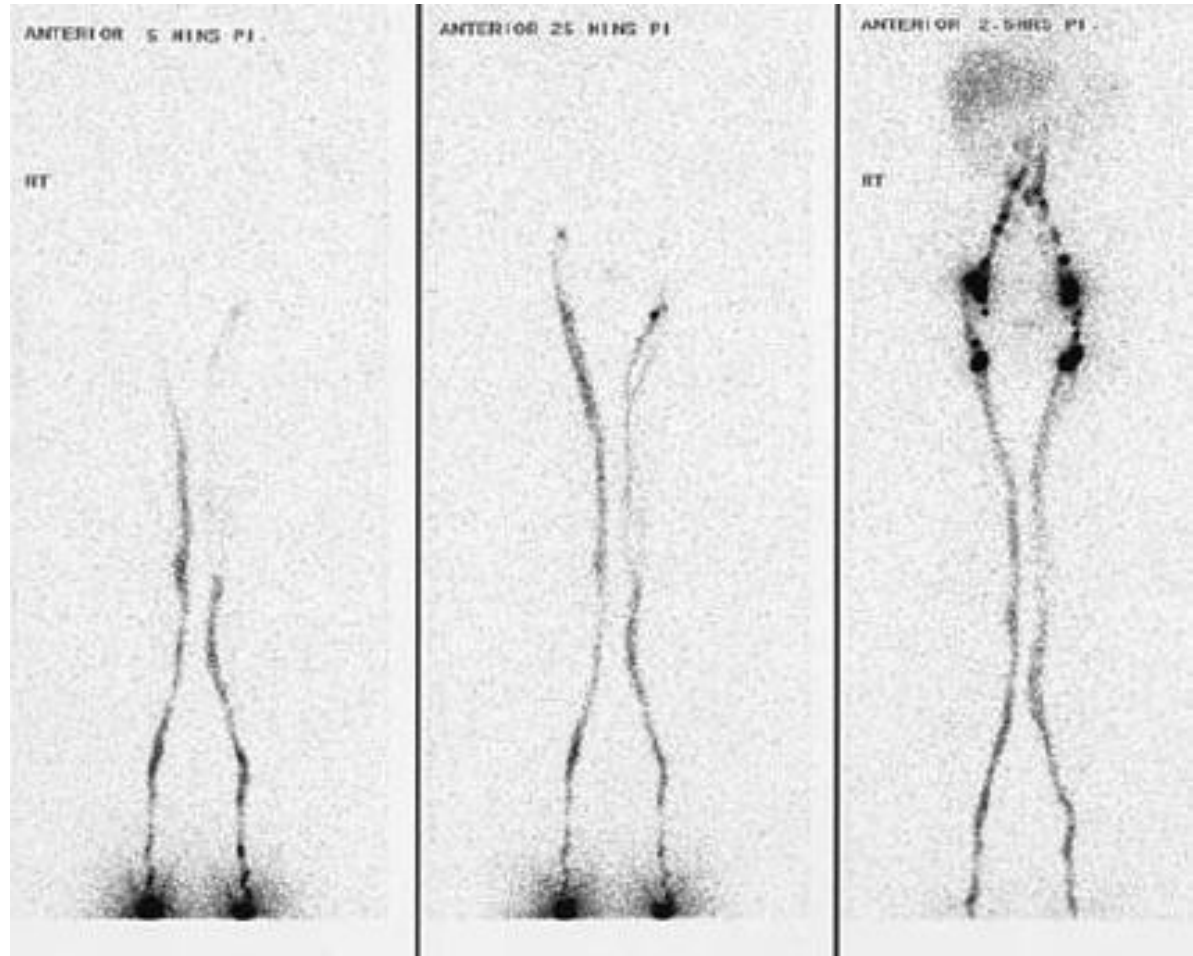 ANTERIOR 5 MINS PI.
RT
ANTERIOR 25 MINS PI
ANTERIOR 2.5HRS PI.
RT